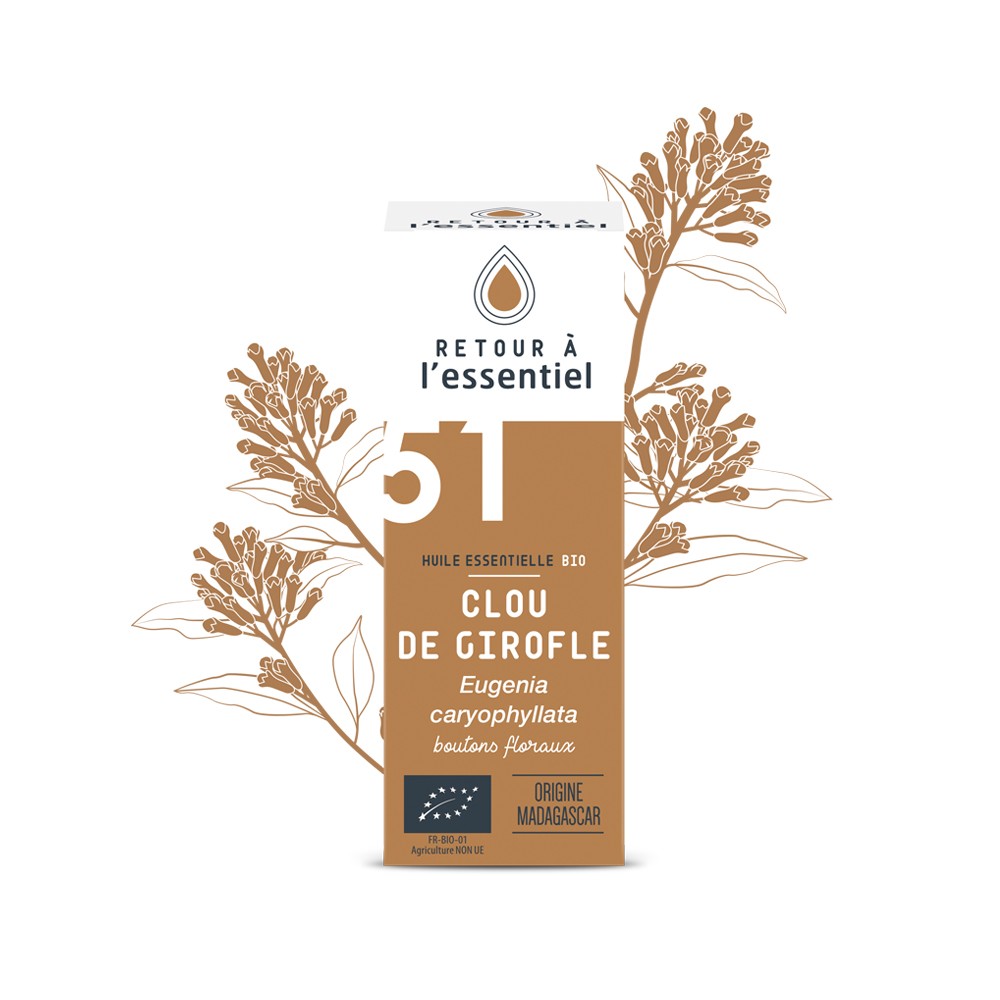 RETOUR À
l'essentiel
RETOUR À
l'essentiel
51
HUILE ESSENTIELLE BIO
CLOU
DE GIROFLE
Eugenia
caryophyllata
boutons floraux
ORIGINE
MADAGASCAR
FR-BIO-01
Agriculture NON UE